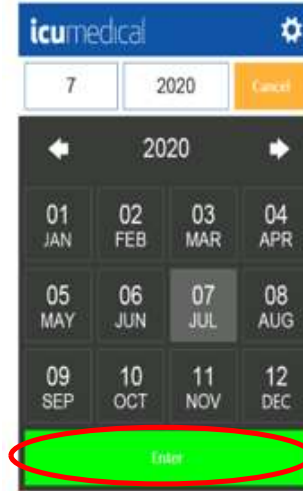 icumedical
7 2020 Cancel
2020
01 02 03 04
JAN FEB MAR APR
05 06 07 08
MAY JUN JUL AUG
09 10 11 12
SEP OCT NOV DEC
Enter